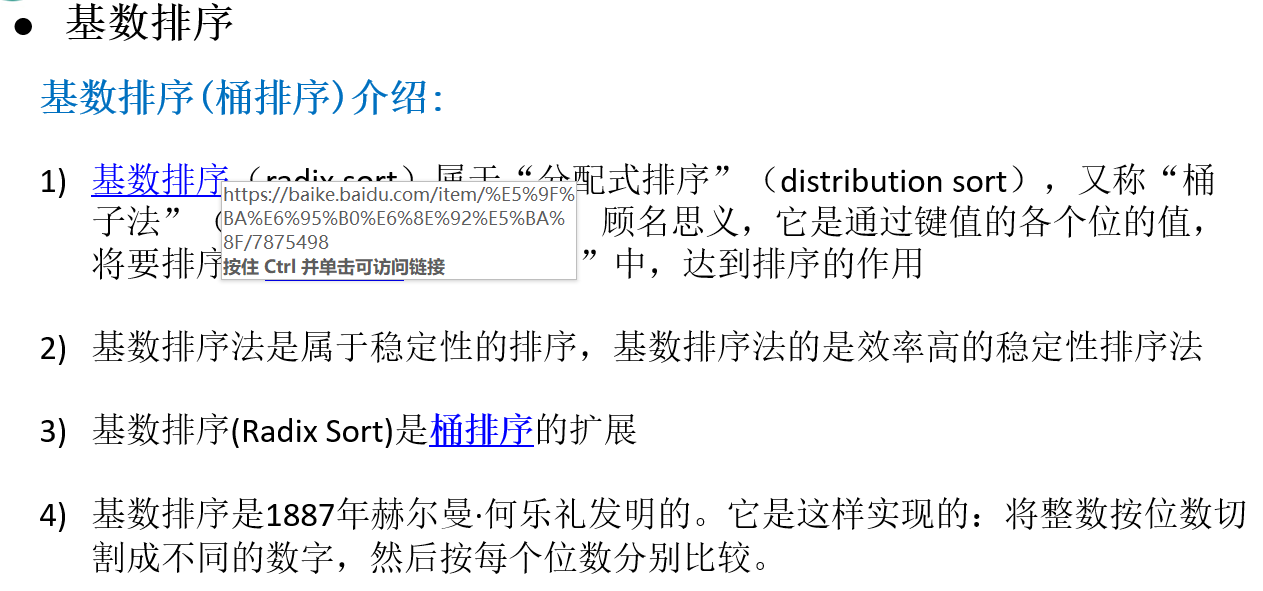 ● 基数排序
基数排序(桶排序)介绍:
1) 基数排序（radix sort）属于“分配式排序”（distribution sort），又称“桶
子法”（ 顾名思义，它是通过键值的各个位的值，
将要排序 ”中，达到排序的作用
https://baike.baidu.com/item/%E5%9F%
BA%E6%95%B0%E6%8E%92%E5%BA%
8F/7875498
按住 Ctrl 并单击可访问链接
2) 基数排序法是属于稳定性的排序，基数排序法的是效率高的稳定性排序法
3) 基数排序(Radix Sort)是桶排序的扩展
4) 基数排序是1887年赫尔曼·何乐礼发明的。它是这样实现的：将整数按位数切
割成不同的数字，然后按每个位数分别比较。